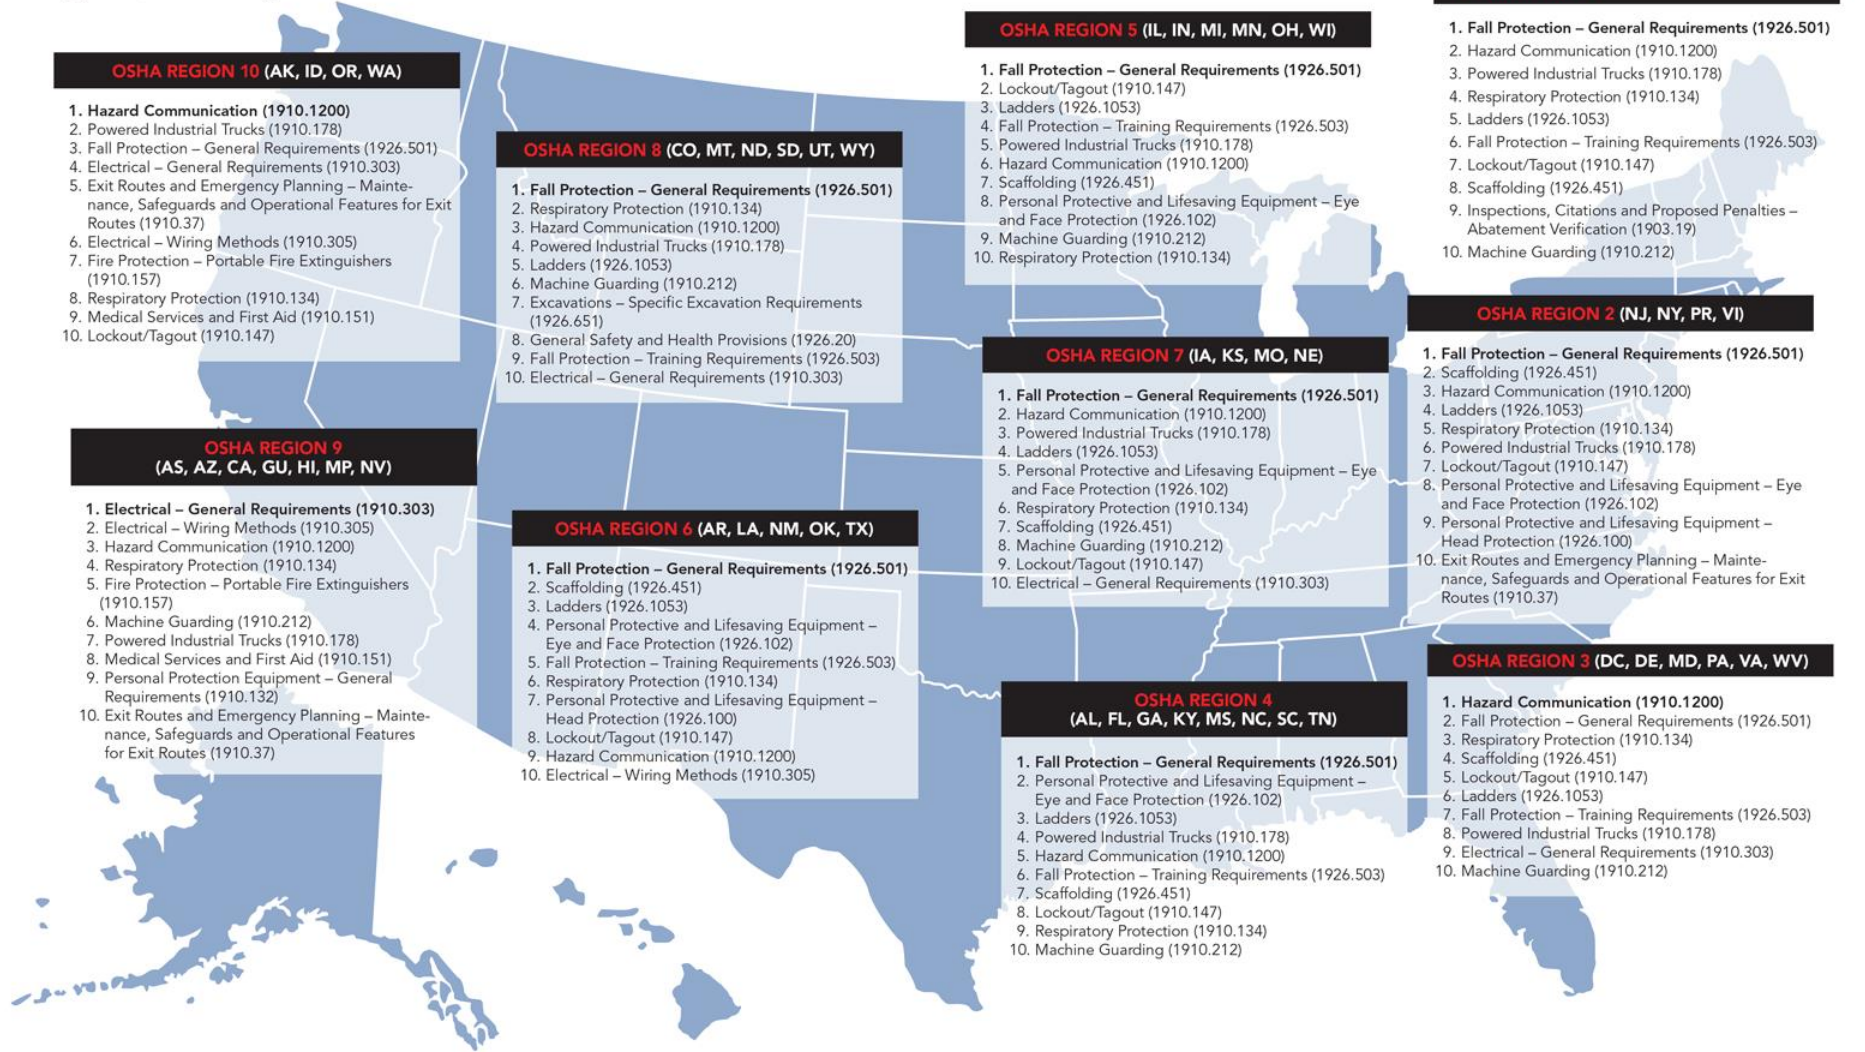 OSHA REGION 10 (AK, ID, OR, WA)
1. Hazard Communication (1910.1200)
2. Powered Industrial Trucks (1910.178)
3. Fall Protection – General Requirements (1926.501)
4. Electrical – General Requirements (1910.303)
5. Exit Routes and Emergency Planning – Mainte-
nance, Safeguards and Operational Features for Exit
Routes (1910.37)
6. Electrical – Wiring Methods (1910.305)
7. Fire Protection – Portable Fire Extinguishers
(1910.157)
8. Respiratory Protection (1910.134)
9. Medical Services and First Aid (1910.151)
10. Lockout/Tagout (1910.147)
OSHA REGION 8 (CO, MT, ND, SD, UT, WY)
1. Fall Protection – General Requirements (1926.501)
2. Respiratory Protection (1910.134)
3. Hazard Communication (1910.1200)
4. Powered Industrial Trucks (1910.178)
5. Ladders (1926.1053)
6. Machine Guarding (1910.212)
7. Excavations – Specific Excavation Requirements
(1926.651)
8. General Safety and Health Provisions (1926.20)
9. Fall Protection – Training Requirements (1926.503)
10. Electrical – General Requirements (1910.303)
OSHA REGION 5 (IL, IN, MI, MN, OH, WI)
1. Fall Protection – General Requirements (1926.501)
2. Lockout/Tagout (1910.147)
3. Ladders (1926.1053)
4. Fall Protection – Training Requirements (1926.503)
5. Powered Industrial Trucks (1910.178)
6. Hazard Communication (1910.1200)
7. Scaffolding (1926.451)
8. Personal Protective and Lifesaving Equipment – Eye
and Face Protection (1926.102)
9. Machine Guarding (1910.212)
10. Respiratory Protection (1910.134)
1. Fall Protection – General Requirements (1926.501)
2. Hazard Communication (1910.1200)
3. Powered Industrial Trucks (1910.178)
4. Respiratory Protection (1910.134)
5. Ladders (1926.1053)
6. Fall Protection – Training Requirements (1926.503)
7. Lockout/Tagout (1910.147)
8. Scaffolding (1926.451)
9. Inspections, Citations and Proposed Penalties –
Abatement Verification (1903.19)
10. Machine Guarding (1910.212)
OSHA REGION 9
(AS, AZ, CA, GU, HI, MP, NV)
1. Electrical – General Requirements (1910.303)
2. Electrical – Wiring Methods (1910.305)
3. Hazard Communication (1910.1200)
4. Respiratory Protection (1910.134)
5. Fire Protection – Portable Fire Extinguishers
(1910.157)
6. Machine Guarding (1910.212)
7. Powered Industrial Trucks (1910.178)
8. Medical Services and First Aid (1910.151)
9. Personal Protection Equipment – General
Requirements (1910.132)
10. Exit Routes and Emergency Planning – Mainte-
nance, Safeguards and Operational Features
for Exit Routes (1910.37)
OSHA REGION 6 (AR, LA, NM, OK, TX)
1. Fall Protection – General Requirements (1926.501)
2. Scaffolding (1926.451)
3. Ladders (1926.1053)
4. Personal Protective and Lifesaving Equipment –
Eye and Face Protection (1926.102)
5. Fall Protection – Training Requirements (1926.503)
6. Respiratory Protection (1910.134)
7. Personal Protective and Lifesaving Equipment –
Head Protection (1926.100)
8. Lockout/Tagout (1910.147)
9. Hazard Communication (1910.1200)
10. Electrical – Wiring Methods (1910.305)
OSHA REGION 7 (IA, KS, MO, NE)
1. Fall Protection – General Requirements (1926.501)
2. Hazard Communication (1910.1200)
3. Powered Industrial Trucks (1910.178)
4. Ladders (1926.1053)
5. Personal Protective and Lifesaving Equipment – Eye
and Face Protection (1926.102)
6. Respiratory Protection (1910.134)
7. Scaffolding (1926.451)
8. Machine Guarding (1910.212)
9. Lockout/Tagout (1910.147)
10. Electrical – General Requirements (1910.303)
OSHA REGION 2 (NJ, NY, PR, VI)
1. Fall Protection – General Requirements (1926.501)
2. Scaffolding (1926.451)
3. Hazard Communication (1910.1200)
4. Ladders (1926.1053)
5. Respiratory Protection (1910.134)
6. Powered Industrial Trucks (1910.178)
7. Lockout/Tagout (1910.147)
8. Personal Protective and Lifesaving Equipment – Eye
and Face Protection (1926.102)
9. Personal Protective and Lifesaving Equipment –
Head Protection (1926.100)
10. Exit Routes and Emergency Planning – Mainte-
nance, Safeguards and Operational Features for Exit
Routes (1910.37)
OSHA REGION 4
(AL, FL, GA, KY, MS, NC, SC, TN)
1. Fall Protection – General Requirements (1926.501)
2. Personal Protective and Lifesaving Equipment –
Eye and Face Protection (1926.102)
3. Ladders (1926.1053)
4. Powered Industrial Trucks (1910.178)
5. Hazard Communication (1910.1200)
6. Fall Protection – Training Requirements (1926.503)
7. Scaffolding (1926.451)
8. Lockout/Tagout (1910.147)
9. Respiratory Protection (1910.134)
10. Machine Guarding (1910.212)
OSHA REGION 3 (DC, DE, MD, PA, VA, WV)
1. Hazard Communication (1910.1200)
2. Fall Protection – General Requirements (1926.501)
3. Respiratory Protection (1910.134)
4. Scaffolding (1926.451)
5. Lockout/Tagout (1910.147)
6. Ladders (1926.1053)
7. Fall Protection – Training Requirements (1926.503)
8. Powered Industrial Trucks (1910.178)
9. Electrical – General Requirements (1910.303)
10. Machine Guarding (1910.212)